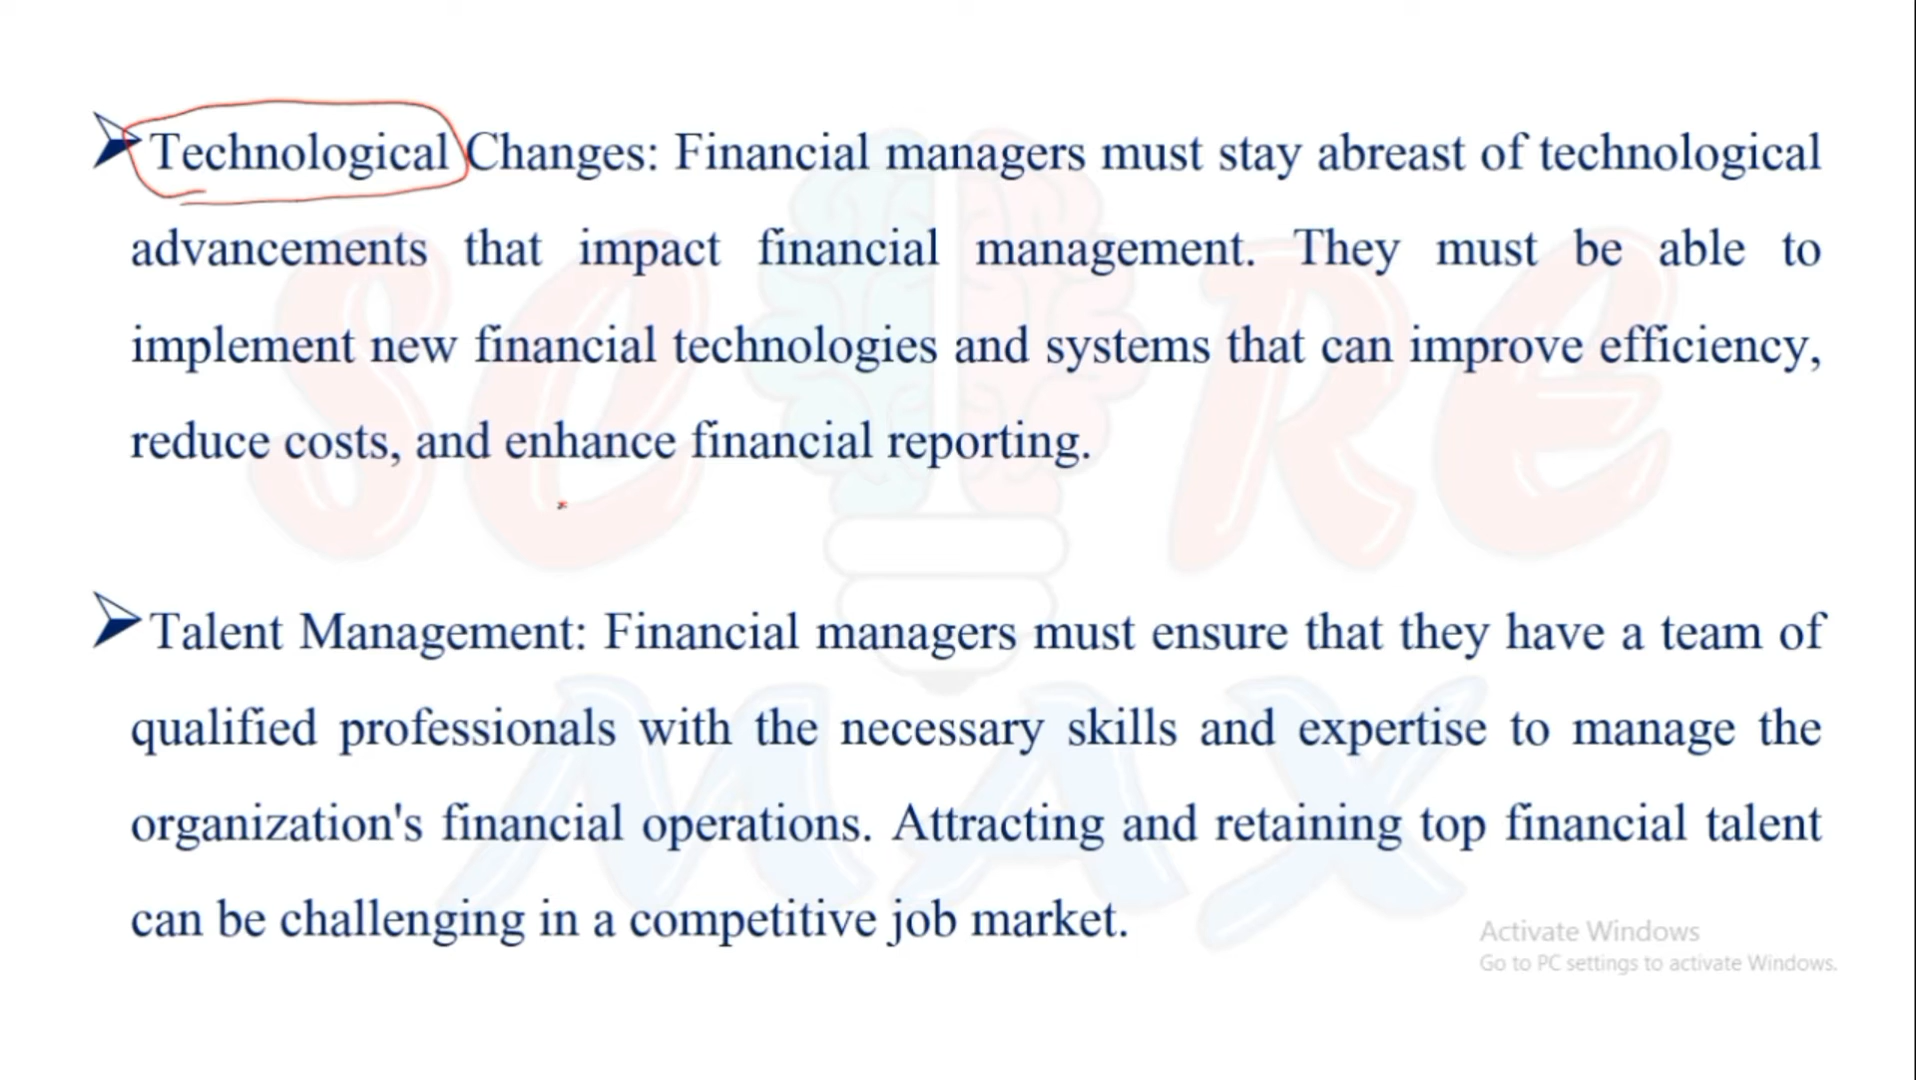 Technological Changes: Financial managers must stay abreast of technological
advancements that impact financial management. They must be able to
implement new financial technologies and systems that can improve efficiency,
reduce costs, and enhance financial reporting.
Talent Management: Financial managers must ensure that they have a team of
qualified professionals with the necessary skills and expertise to manage the
organization's financial operations. Attracting and retaining top financial talent
can be challenging in a competitive job market.
SCORE
MAX
Activate Windows
Go to PC settings to activate Windows.